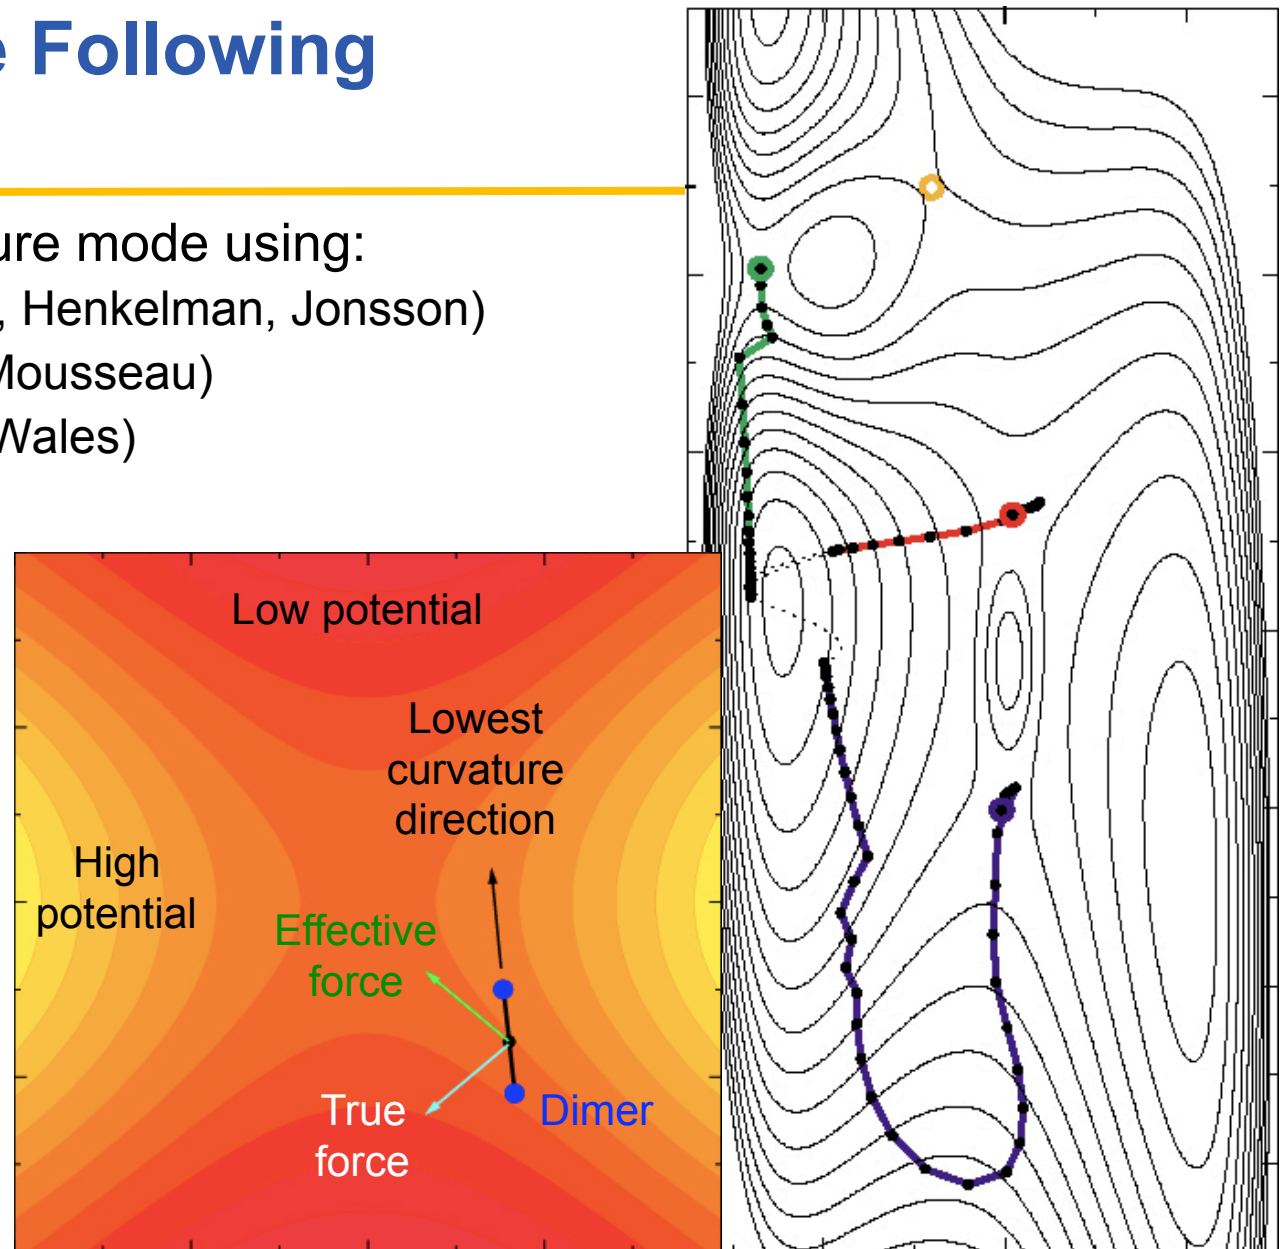 e Following
ure mode using:
, Henkelman, Jonsson)
Mousseau)
Wales)
Low potential
Lowest
curvature
direction
High
potential
Effective
force
True
force
Dimer